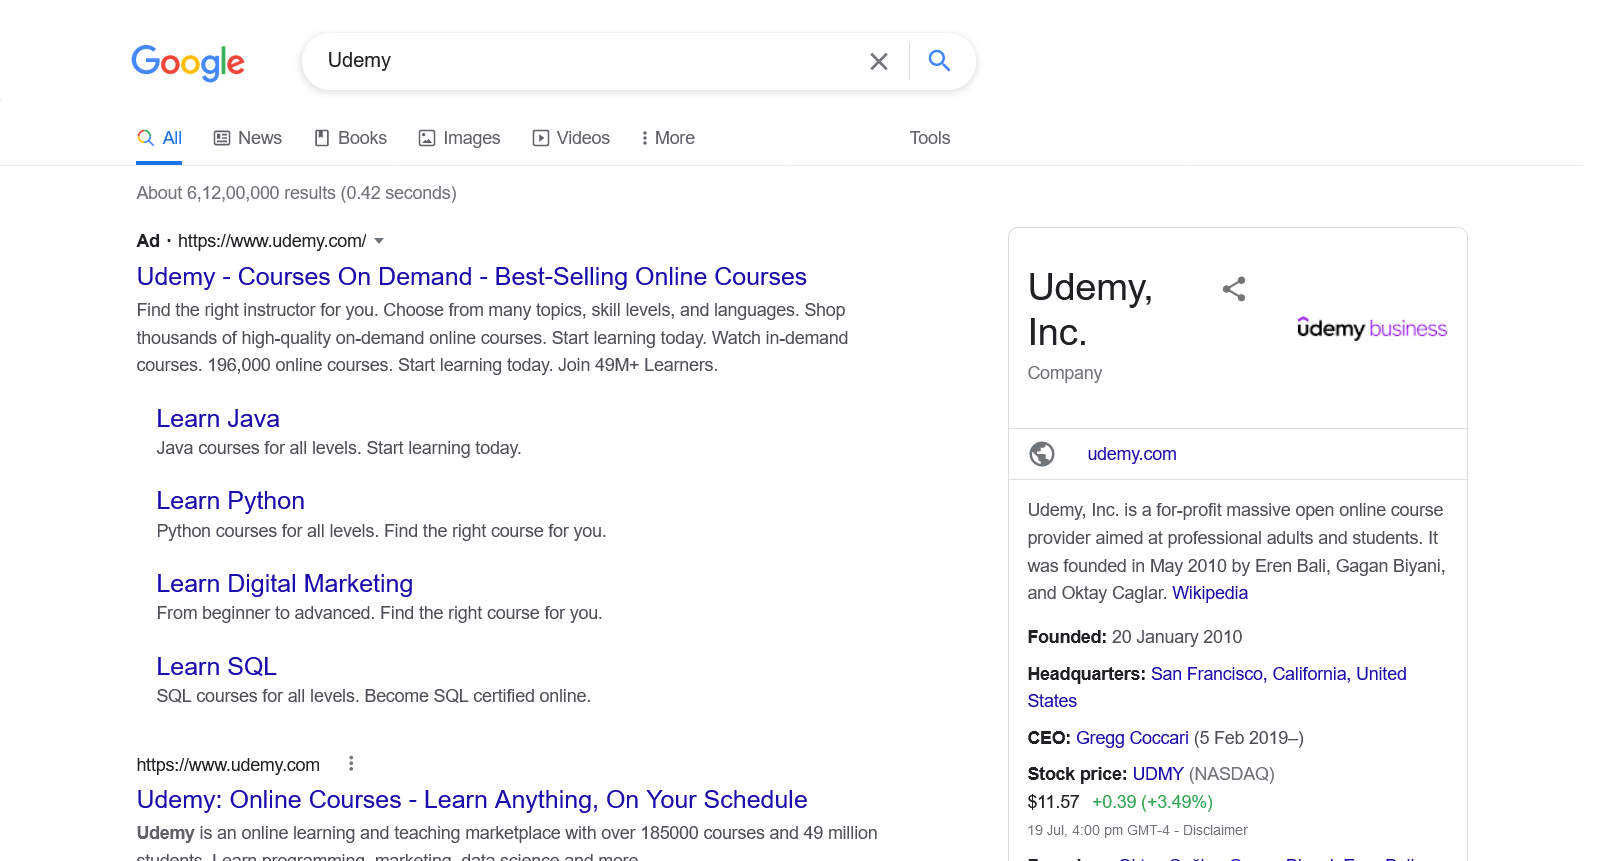 Google
Udemy
All News Books Images Videos More Tools
About 6,12,00,000 results (0.42 seconds)
Ad · https://www.udemy.com/
Udemy - Courses On Demand - Best-Selling Online Courses
Find the right instructor for you. Choose from many topics, skill levels, and languages. Shop
thousands of high-quality on-demand online courses. Start learning today. Watch in-demand
courses. 196,000 online courses. Start learning today. Join 49M+ Learners.
Learn Java
Java courses for all levels. Start learning today.
Learn Python
Python courses for all levels. Find the right course for you.
Learn Digital Marketing
From beginner to advanced. Find the right course for you.
Learn SQL
SQL courses for all levels. Become SQL certified online.
https://www.udemy.com
Udemy: Online Courses - Learn Anything, On Your Schedule
Udemy is an online learning and teaching marketplace with over 185000 courses and 49 million
students. Learn programming, marketing, data science and more.
Udemy,
Inc.
Company
udemy business
udemy.com
Udemy, Inc. is a for-profit massive open online course
provider aimed at professional adults and students. It
was founded in May 2010 by Eren Bali, Gagan Biyani,
and Oktay Caglar. Wikipedia
Founded: 20 January 2010
Headquarters: San Francisco, California, United
States
CEO: Gregg Coccari (5 Feb 2019–)
Stock price: UDMY (NASDAQ)
$11.57 +0.39 (+3.49%)
19 Jul, 4:00 pm GMT-4 - Disclaimer